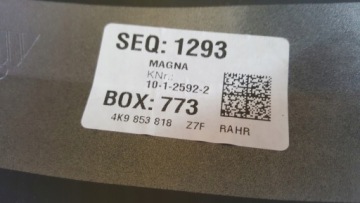 SEQ: 1293
MAGNA
KNr.:
10-1-2592-2
BOX: 773
4K9 853 818 Z7F RAHR